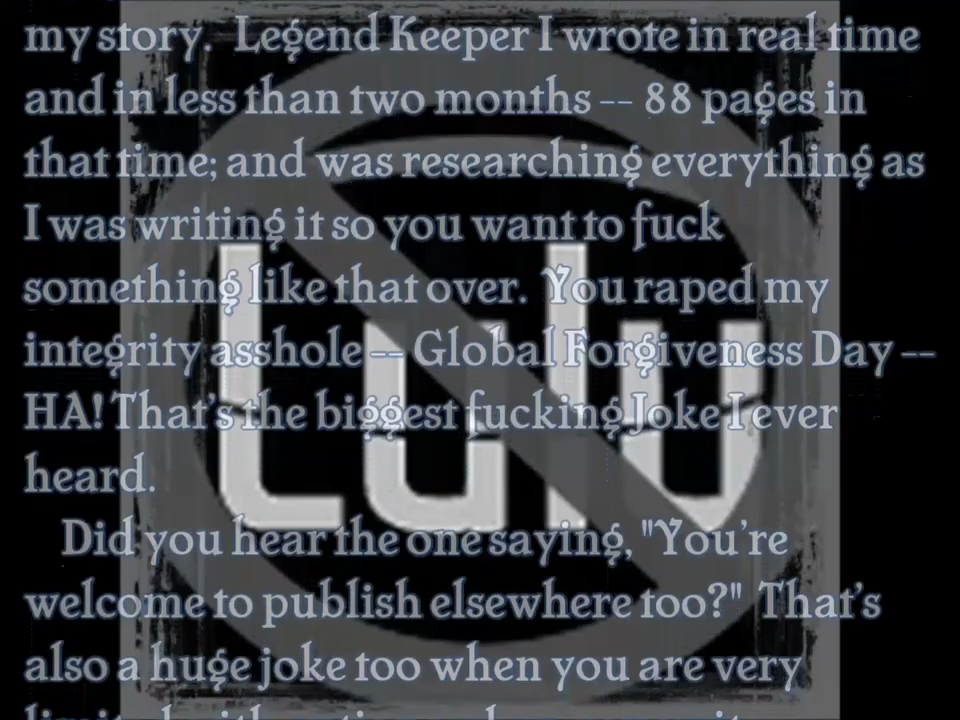 my story.  Legend Keeper I wrote in real time
and in less than two months -- 88 pages in
that time; and was researching everything as
I was writing it so you want to fuck
something like that over.  You raped my
integrity asshole -- Global Forgiveness Day --
HA! That's the biggest fucking Joke I ever
heard.
Did you hear the one saying, "You're
welcome to publish elsewhere too?"  That's
also a huge joke too when you are very
Lulu